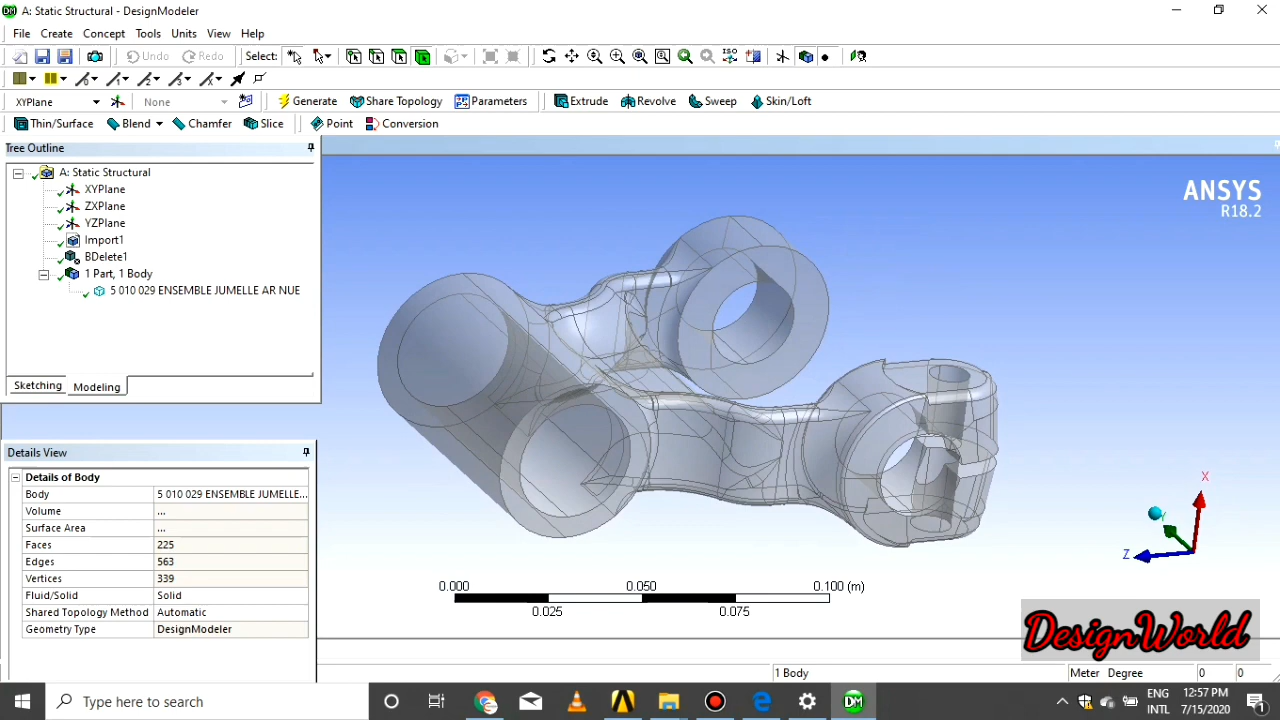 A: Static Structural - DesignModeler
File Create Concept Tools Units View Help
Undo Redo Select: ISO
XYPlane None Generate Share Topology Parameters Extrude Revolve Sweep Skin/Loft
Thin/Surface Blend Chamfer Slice Point Conversion
Tree Outline
A: Static Structural
XYPlane
ZXPlane
YZPlane
Import1
BDelete1
1 Part, 1 Body
5 010 029 ENSEMBLE JUMELLE AR NUE
Sketching Modeling
Details View
Details of Body
Body 5 010 029 ENSEMBLE JUMELLE...
Volume ...
Surface Area ...
Faces 225
Edges 563
Vertices 339
Fluid/Solid Solid
Shared Topology Method Automatic
Geometry Type DesignModeler
ANSYS
R18.2
X
Y
Z
0.000 0.050 0.100 (m)
0.025 0.075
DesignWorld
1 Body Meter Degree 0 0
Type here to search
DM
ENG
INTL
12:57 PM
7/15/2020
1